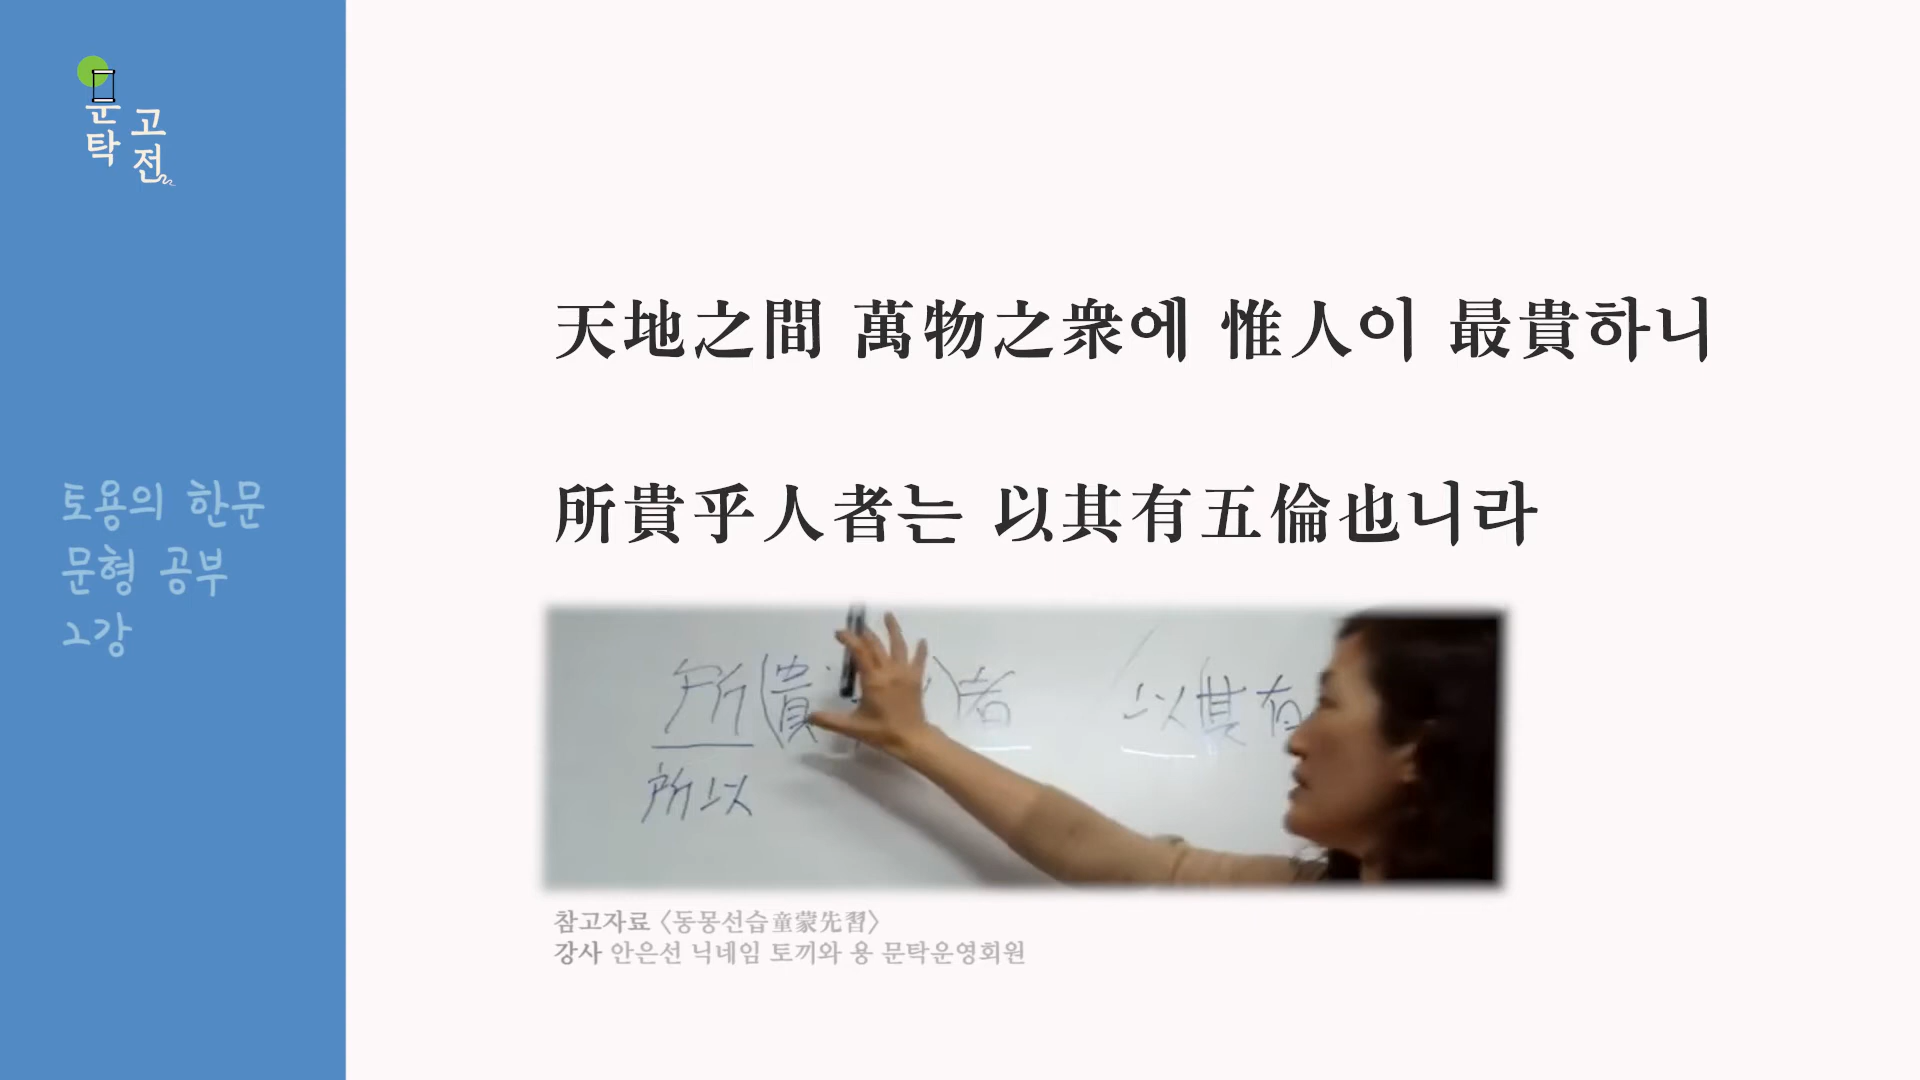 문탁
고전
토용의 한문
문형 공부
2강
天地之間 萬物之衆에 惟人이 最貴하니
所貴乎人者는 以其有五倫也니라
所(貴 )者 以(其有
所以
참고자료 〈동몽선습童蒙先習〉
강사 안은선 닉네임 토끼와 용 문탁운영회원